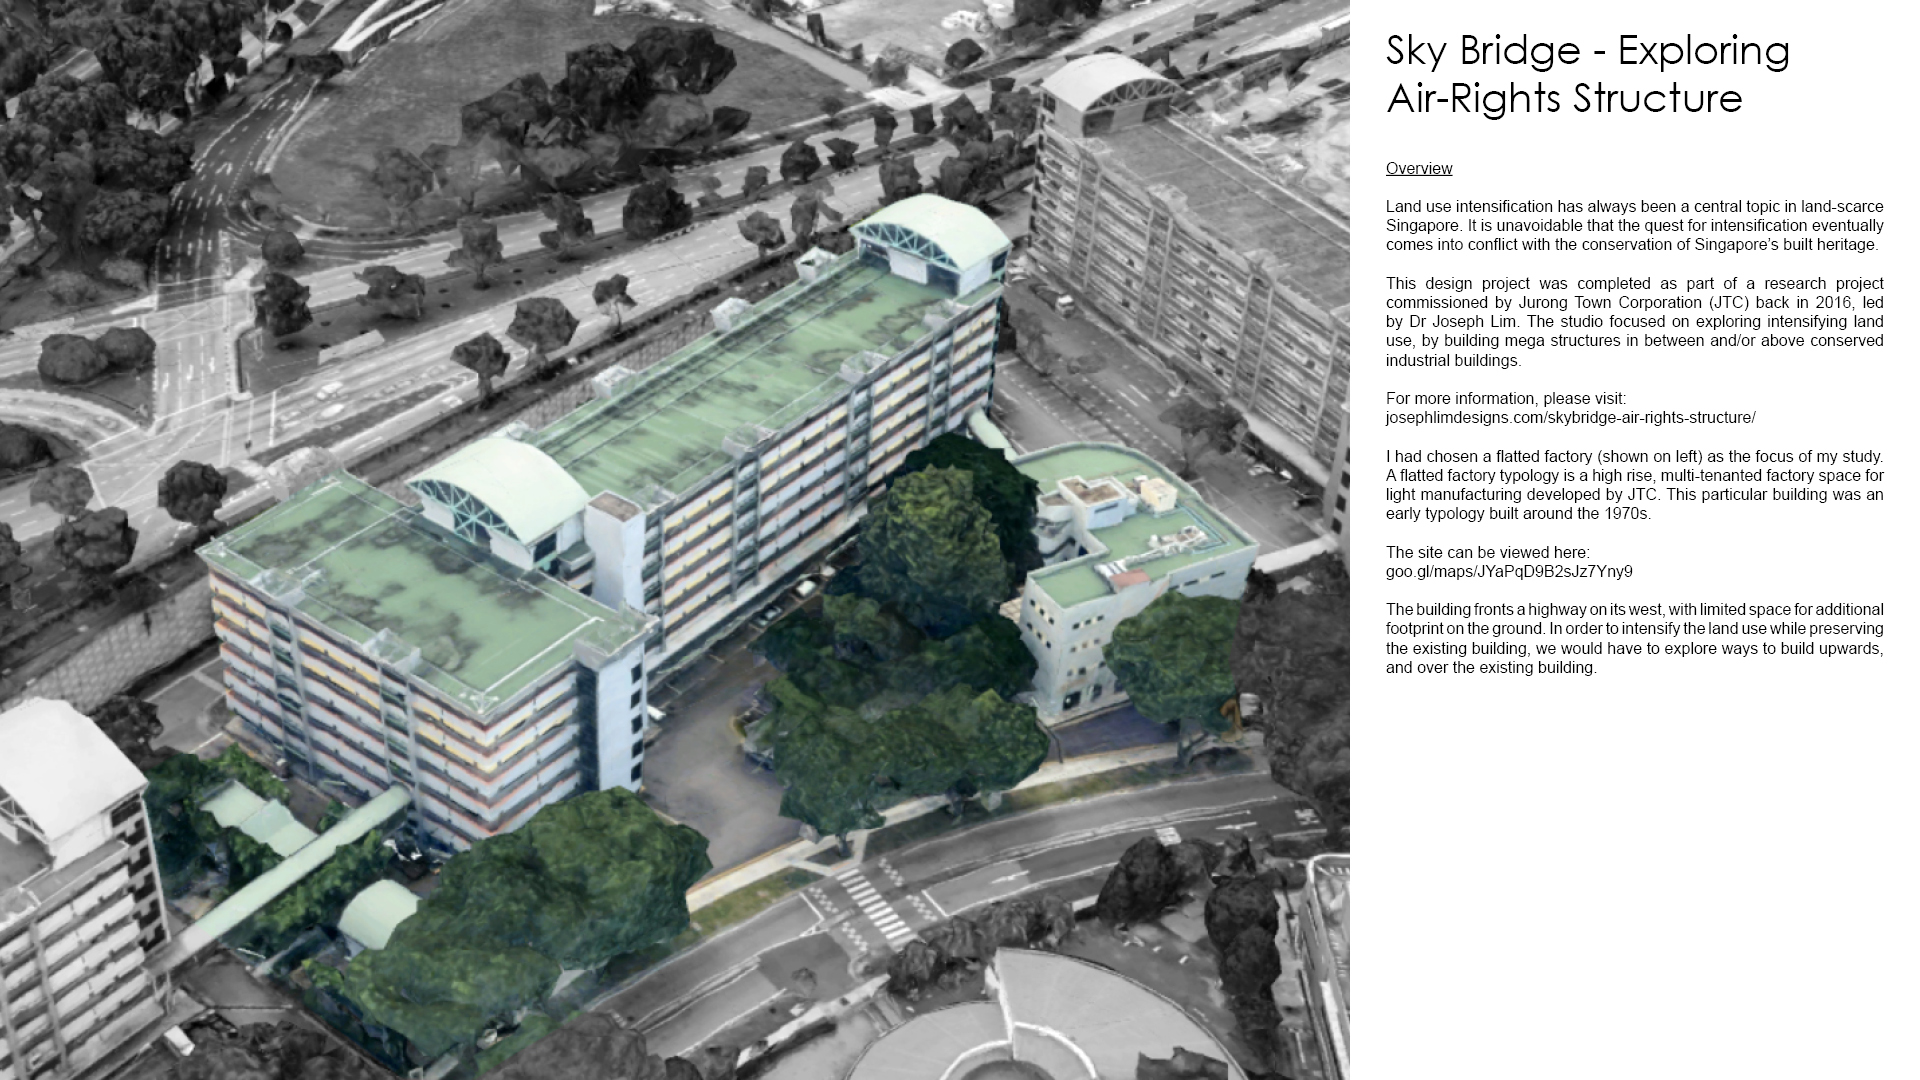 Sky Bridge - Exploring
Air-Rights Structure
Overview
Land use intensification has always been a central topic in land-scarce
Singapore. It is unavoidable that the quest for intensification eventually
comes into conflict with the conservation of Singapore's built heritage.
This design project was completed as part of a research project
commissioned by Jurong Town Corporation (JTC) back in 2016, led
by Dr Joseph Lim. The studio focused on exploring intensifying land
use, by building mega structures in between and/or above conserved
industrial buildings.
For more information, please visit:
josephlimdesigns.com/skybridge-air-rights-structure/
I had chosen a flatted factory (shown on left) as the focus of my study.
A flatted factory typology is a high rise, multi-tenanted factory space for
light manufacturing developed by JTC. This particular building was an
early typology built around the 1970s.
The site can be viewed here:
goo.gl/maps/JYaPqD9B2sJz7Yny9
The building fronts a highway on its west, with limited space for additional
footprint on the ground. In order to intensify the land use while preserving
the existing building, we would have to explore ways to build upwards,
and over the existing building.